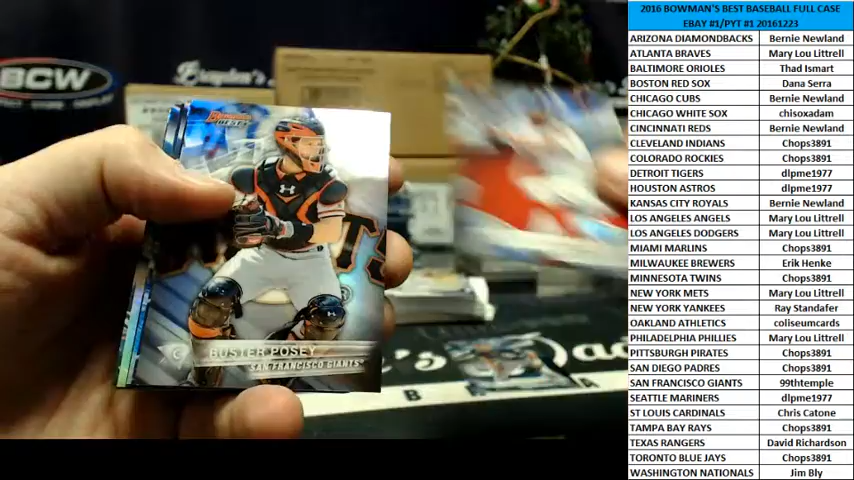 2016 BOWMAN'S BEST BASEBALL FULL CASE
EBAY #1/PYT #1 20161223
ARIZONA DIAMONDBACKS Bernie Newland
ATLANTA BRAVES Mary Lou Littrell
BALTIMORE ORIOLES Thad Ismart
BOSTON RED SOX Dana Serra
CHICAGO CUBS Bernie Newland
CHICAGO WHITE SOX chisoxadam
CINCINNATI REDS Bernie Newland
CLEVELAND INDIANS Chops3891
COLORADO ROCKIES Chops3891
DETROIT TIGERS dlpme1977
HOUSTON ASTROS dlpme1977
KANSAS CITY ROYALS Bernie Newland
LOS ANGELES ANGELS Mary Lou Littrell
LOS ANGELES DODGERS Mary Lou Littrell
MIAMI MARLINS Chops3891
MILWAUKEE BREWERS Erik Henke
MINNESOTA TWINS Chops3891
NEW YORK METS Mary Lou Littrell
NEW YORK YANKEES Ray Standafer
OAKLAND ATHLETICS coliseumcards
PHILADELPHIA PHILLIES Mary Lou Littrell
PITTSBURGH PIRATES Chops3891
SAN DIEGO PADRES Chops3891
SAN FRANCISCO GIANTS 99thtemple
SEATTLE MARINERS dlpme1977
ST LOUIS CARDINALS Chris Catone
TAMPA BAY RAYS Chops3891
TEXAS RANGERS David Richardson
TORONTO BLUE JAYS Chops3891
WASHINGTON NATIONALS Jim Bly
BCW
BUSTER POSEY
SAN FRANCISCO GIANTS
C